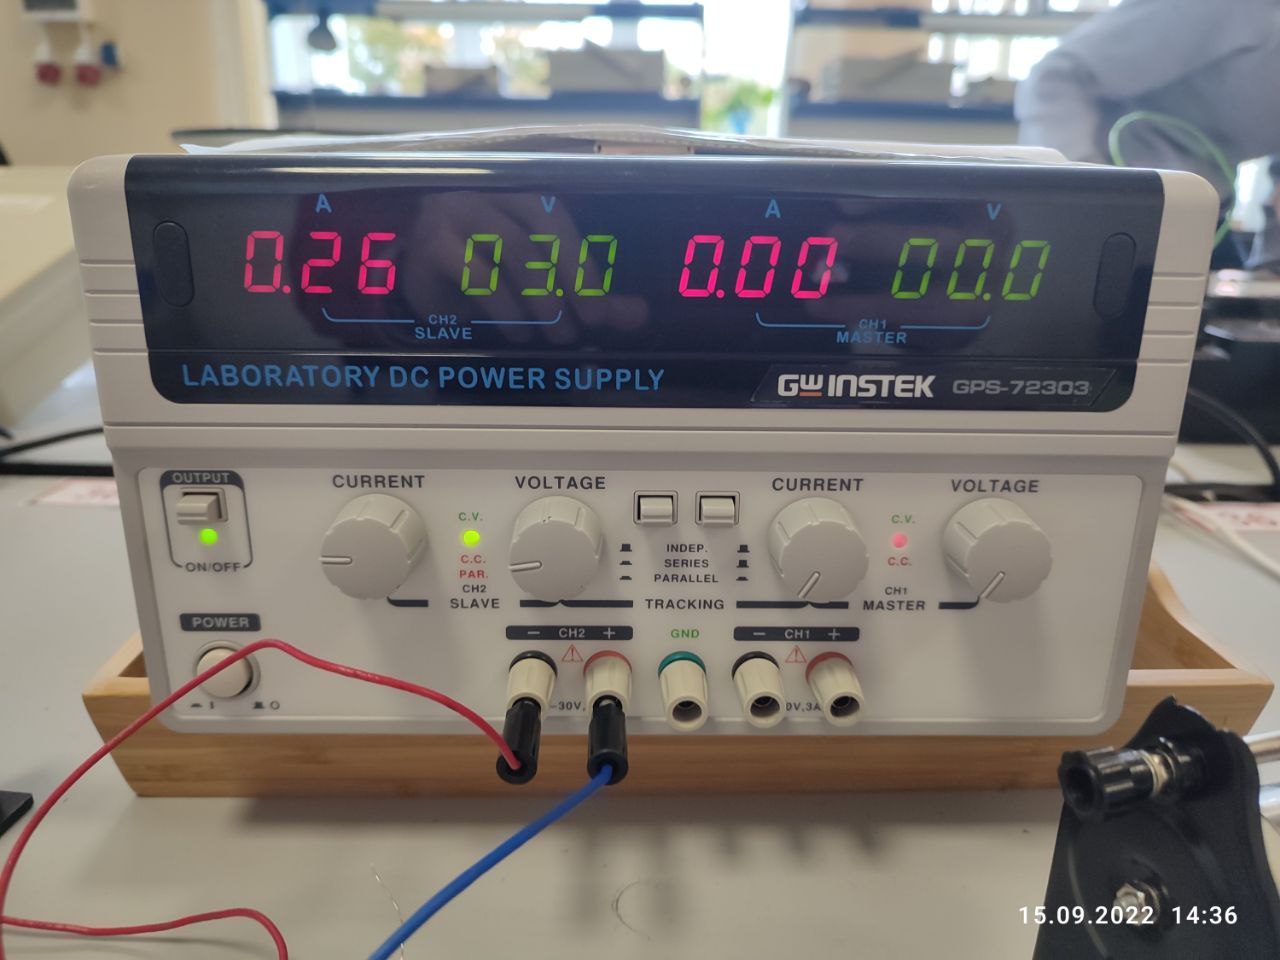 A V A V
0.26 03.0 0.00 00.0
CH2 CH1
SLAVE MASTER
LABORATORY DC POWER SUPPLY GWINSTEK GPS-72303
OUTPUT
ON/OFF
POWER
CURRENT
VOLTAGE
C.V.
C.C.
PAR.
CH2
SLAVE
INDEP.
SERIES
PARALLEL
TRACKING
CURRENT
VOLTAGE
C.V.
C.C.
CH1
MASTER
− CH2 +
GND
− CH1 +
15.09.2022 14:36